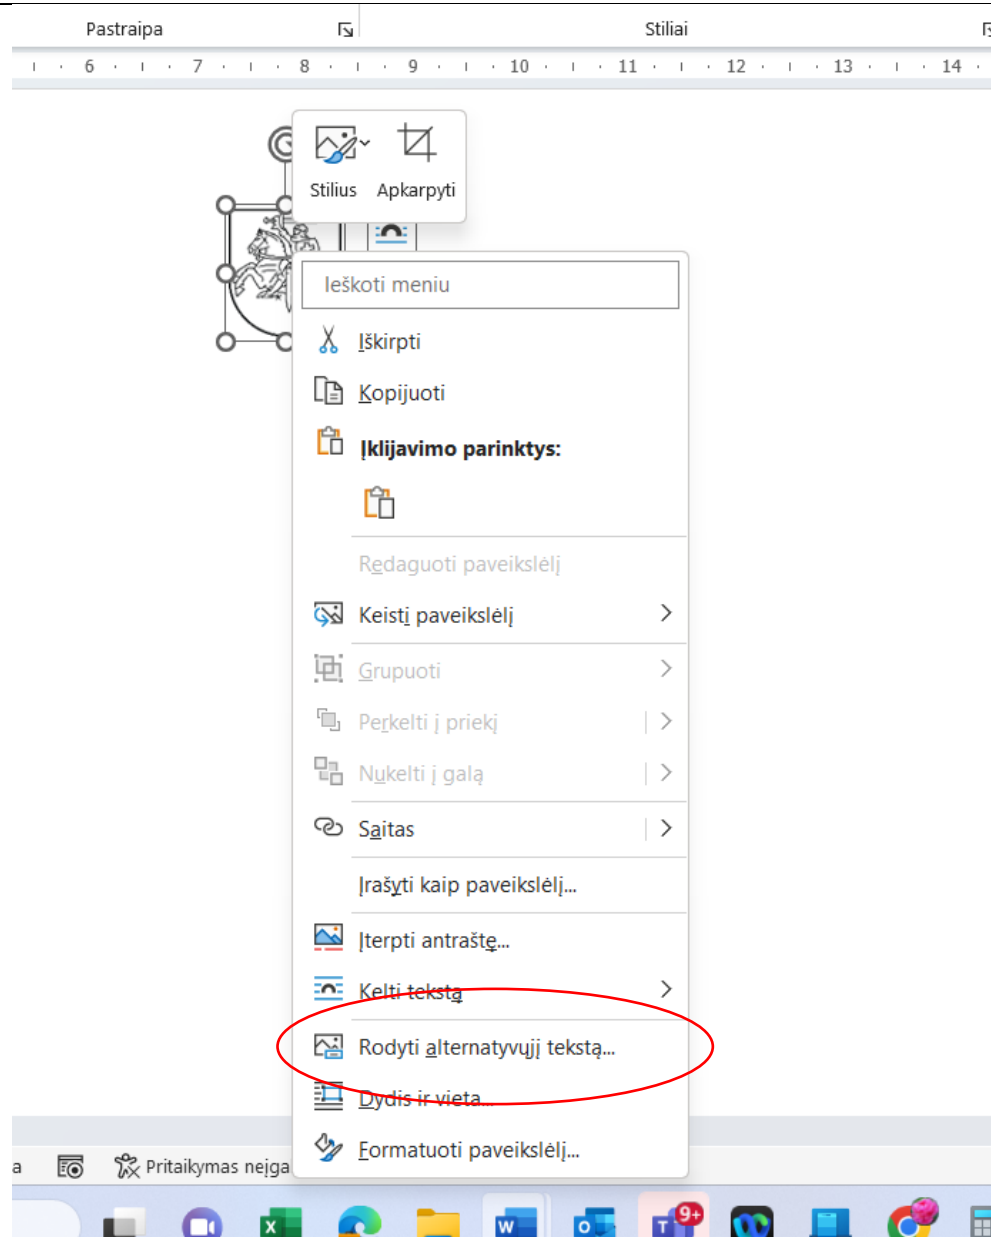 Pastraipa
Stiliai
6 7 8 9 10 11 12 13 14
Stilius Apkarpyti
Ieškoti meniu
Iškirpti
Kopijuoti
Įklijavimo parinktys:
Redaguoti paveikslėlį
Keisti paveikslėlį
Grupuoti
Perkelti į priekį
Nukelti į galą
Saitas
Įrašyti kaip paveikslėlį...
Įterpti antraštę...
Kelti tekstą
Rodyti alternatyvųjį tekstą...
Dydis ir vieta...
Formatuoti paveikslėlį...
a Pritaikymas neįga
X W O T 9+